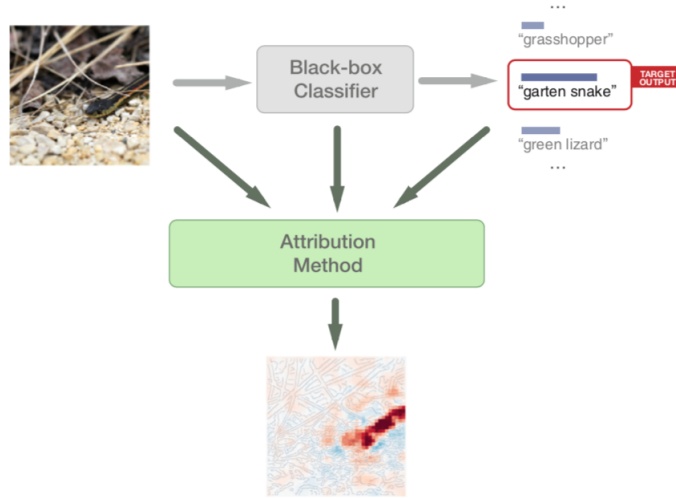 ...
"grasshopper"
Black-box
Classifier
TARGET
OUTPUT
"garten snake"
"green lizard"
...
Attribution
Method